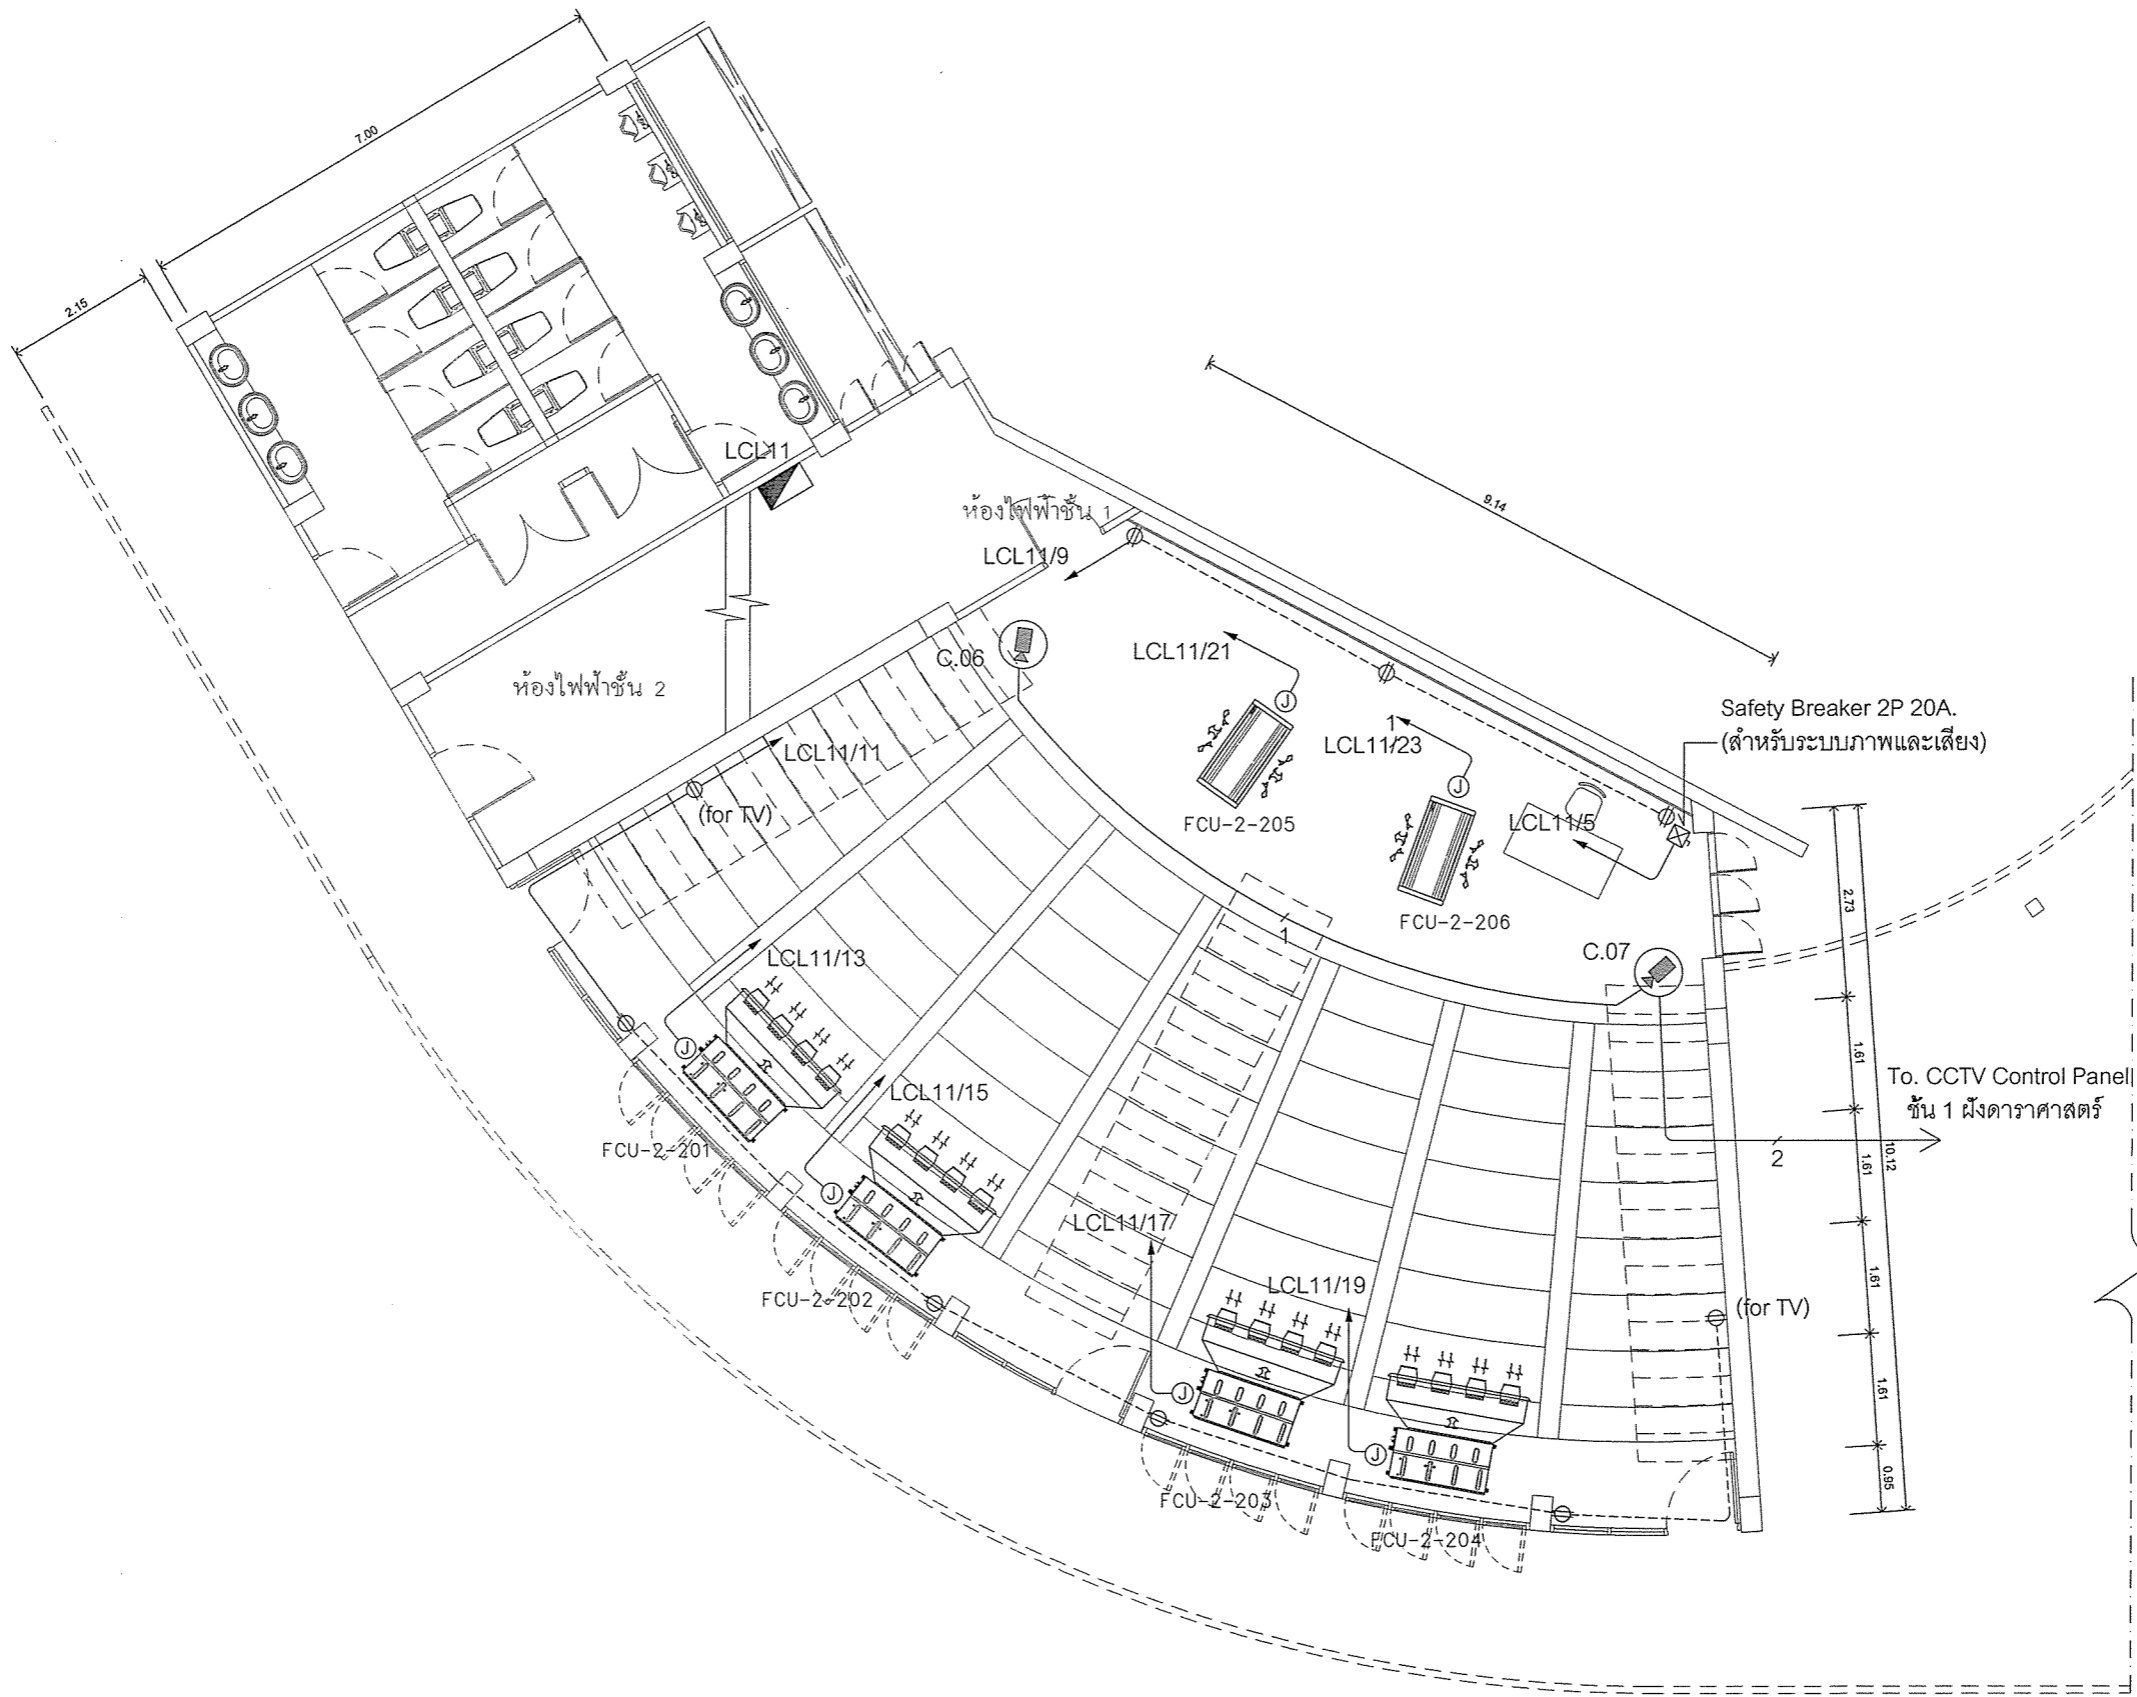 7.00
2.15
LCL11
ห้องไฟฟ้าชั้น 1
LCL11/9
9.14
C.06
LCL11/21
ห้องไฟฟ้าชั้น 2
Safety Breaker 2P 20A.
(สำหรับระบบภาพและเสียง)
1
LCL11/23
LCL11/11
(for TV)
FCU-2-205
LCL11/5
FCU-2-206
2.73
1
C.07
LCL11/13
1.61
To. CCTV Control Panel
ชั้น 1 ฝั่งดาราศาสตร์
LCL11/15
FCU-2-201
2
10.12
1.61
LCL11/17
1.61
LCL11/19
FCU-2-202
(for TV)
1.61
0.95
FCU-2-203
FCU-2-204
J
J
J
J
J
J